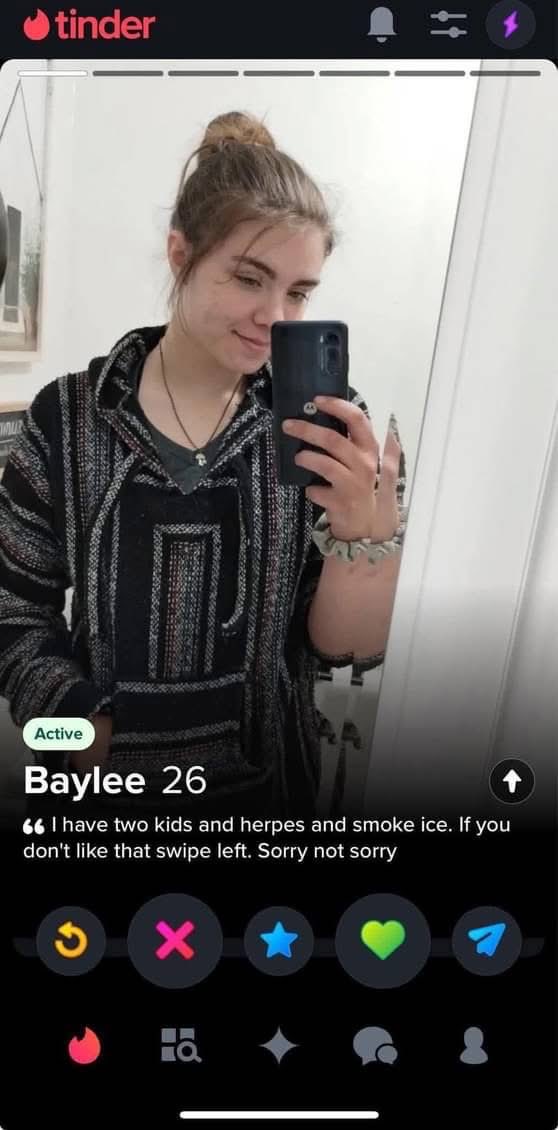 tinder
Active
Baylee 26
❝ I have two kids and herpes and smoke ice. If you
don't like that swipe left. Sorry not sorry